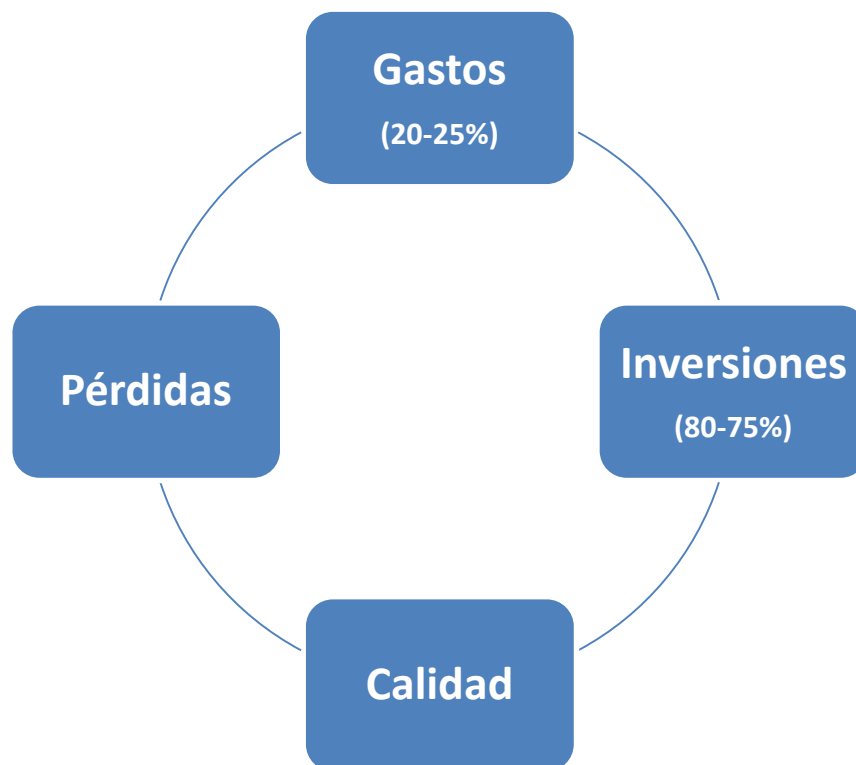 Gastos
(20-25%)
Inversiones
(80-75%)
Calidad
Pérdidas